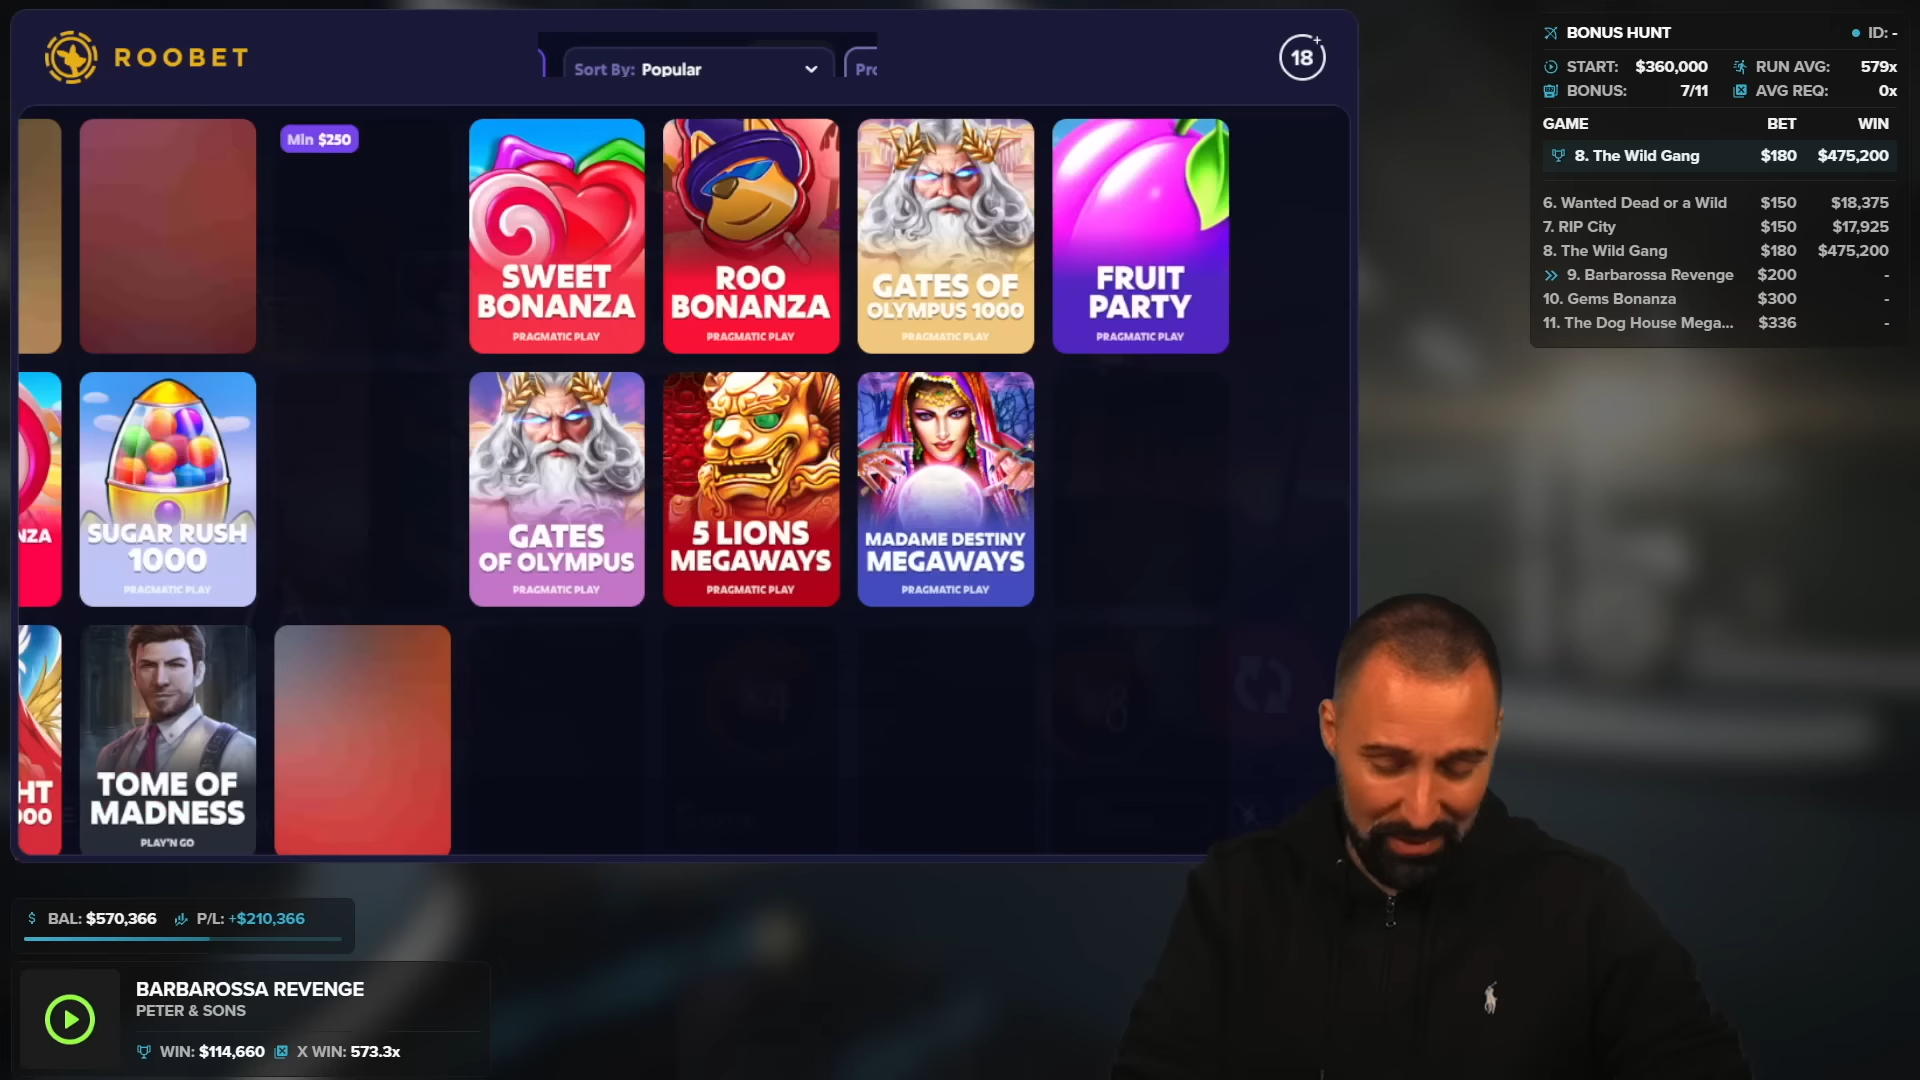 ROOBET
Sort By: Popular
Pro
18+
Min $250
SWEET
BONANZA
PRAGMATIC PLAY
ROO
BONANZA
PRAGMATIC PLAY
GATES OF
OLYMPUS 1000
PRAGMATIC PLAY
FRUIT
PARTY
PRAGMATIC PLAY
NZA
SUGAR RUSH
1000
PRAGMATIC PLAY
GATES
OF OLYMPUS
PRAGMATIC PLAY
5 LIONS
MEGAWAYS
PRAGMATIC PLAY
MADAME DESTINY
MEGAWAYS
PRAGMATIC PLAY
HT
000
TOME OF
MADNESS
PLAY'N GO
BONUS HUNT ID: -
START: $360,000 RUN AVG: 579x
BONUS: 7/11 AVG REQ: 0x
GAME BET WIN
8. The Wild Gang $180 $475,200
6. Wanted Dead or a Wild $150 $18,375
7. RIP City $150 $17,925
8. The Wild Gang $180 $475,200
9. Barbarossa Revenge $200 -
10. Gems Bonanza $300 -
11. The Dog House Mega... $336 -
BAL: $570,366 P/L: +$210,366
BARBAROSSA REVENGE
PETER & SONS
WIN: $114,660 X WIN: 573.3x